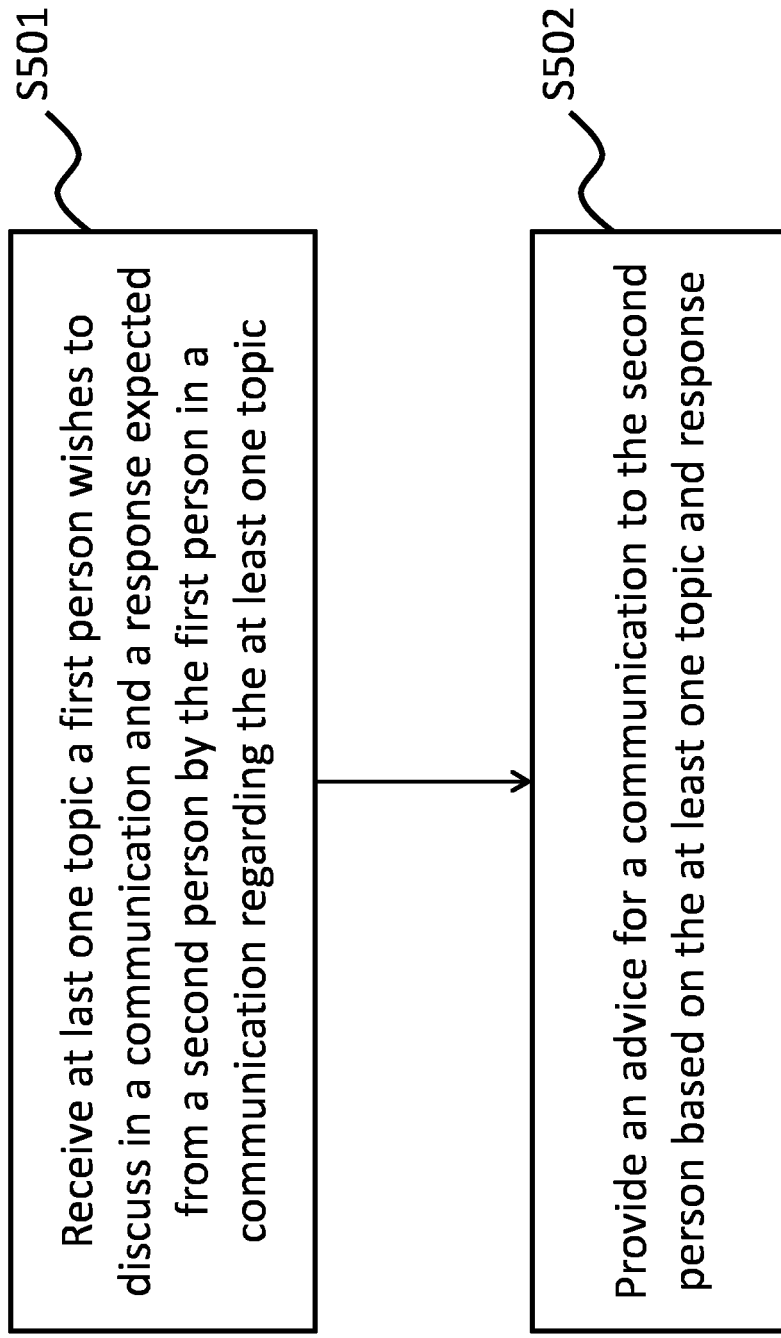 S501
Receive at last one topic a first person wishes to
discuss in a communication and a response expected
from a second person by the first person in a
communication regarding the at least one topic
S502
Provide an advice for a communication to the second
person based on the at least one topic and response